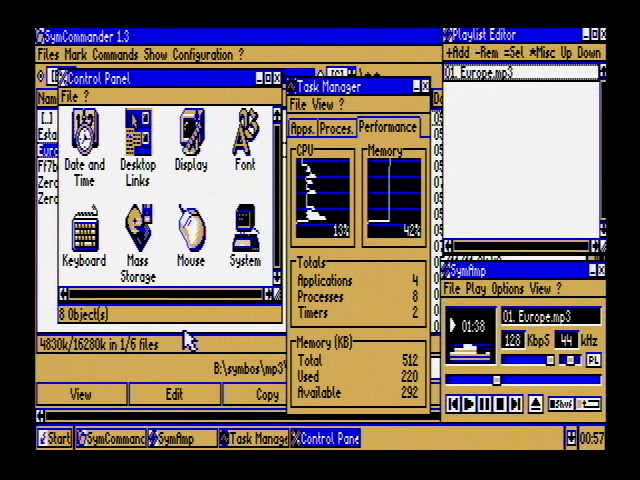 SymCommander 1.3
Files Mark Commands Show Configuration ?
Control Panel
File ?
Date and Time
Desktop Links
Display
Font
Keyboard
Mass Storage
Mouse
System
8 Object(s)
4830k/16280k in 1/6 files
B:\symbos\mp3\
View
Edit
Copy
Task Manager
File View ?
Apps.
Proces.
Performance
CPU
13%
Memory
42%
Totals
Applications 4
Processes 8
Timers 2
Memory (KB)
Total 512
Used 220
Available 292
Playlist Editor
+Add -Rem =Sel *Misc Up Down
01. Europe.mp3
SymAmp
File Play Options View ?
01:38
01. Europe.mp3
128 Kbps 44 kHz
PL
Shuf
Start
SymCommand
SymAmp
Task Manage
Control Pane
00:57